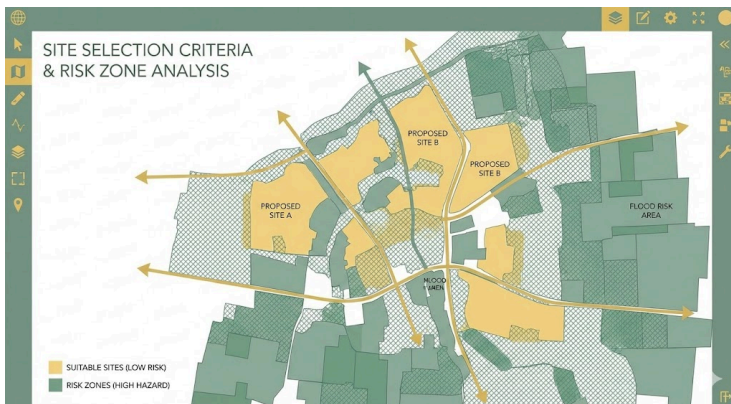 SITE SELECTION CRITERIA
& RISK ZONE ANALYSIS
PROPOSED
SITE B
PROPOSED
SITE B
PROPOSED
SITE A
FLOOD RISK
AREA
SUITABLE SITES (LOW RISK)
RISK ZONES (HIGH HAZARD)